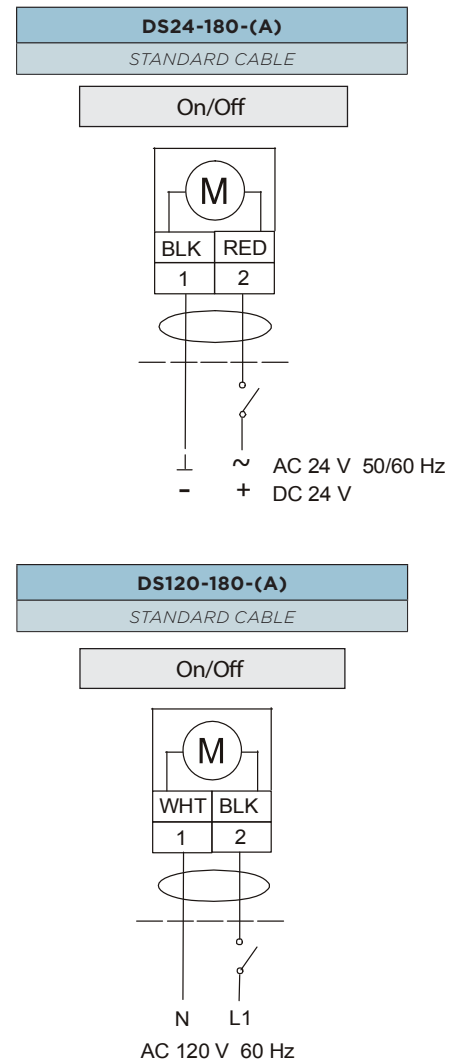 DS24-180-(A)
STANDARD CABLE
On/Off
M
BLK RED
1 2
⊥ ~ AC 24 V 50/60 Hz
- + DC 24 V
DS120-180-(A)
STANDARD CABLE
On/Off
M
WHT BLK
1 2
N L1
AC 120 V 60 Hz